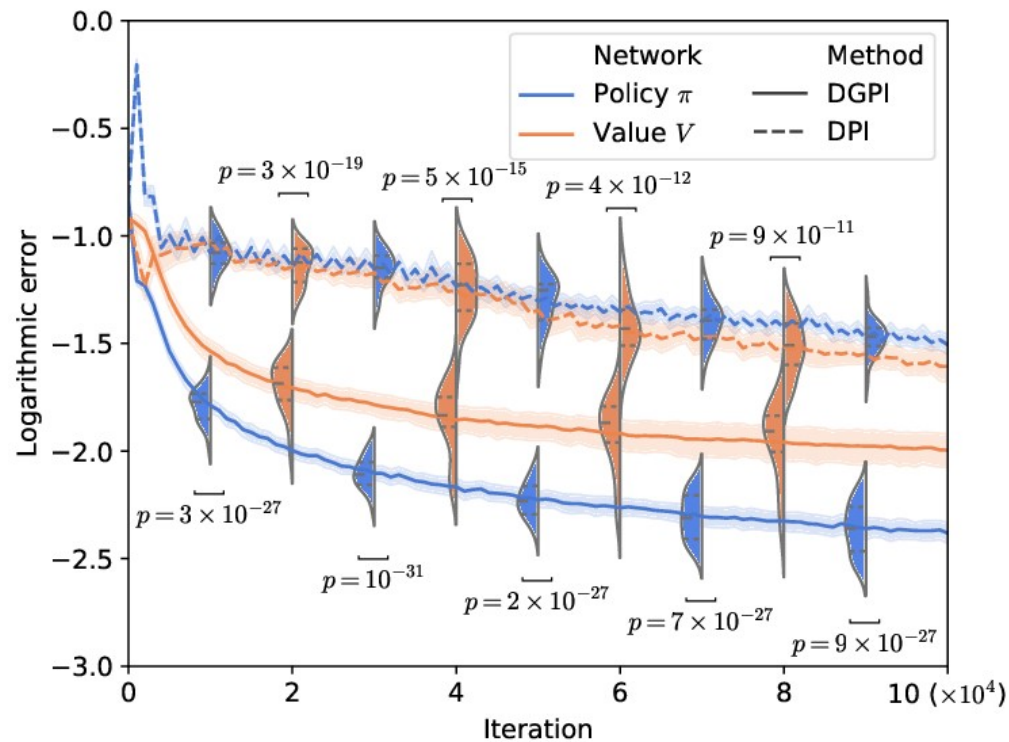 Network Method
Policy π DGPI
Value V DPI
0.0
−0.5
−1.0
−1.5
−2.0
−2.5
−3.0
Logarithmic error
p = 3 × 10⁻¹⁹
p = 5 × 10⁻¹⁵
p = 4 × 10⁻¹²
p = 9 × 10⁻¹¹
p = 3 × 10⁻²⁷
p = 10⁻³¹
p = 2 × 10⁻²⁷
p = 7 × 10⁻²⁷
p = 9 × 10⁻²⁷
0 2 4 6 8 10 (×10⁴)
Iteration